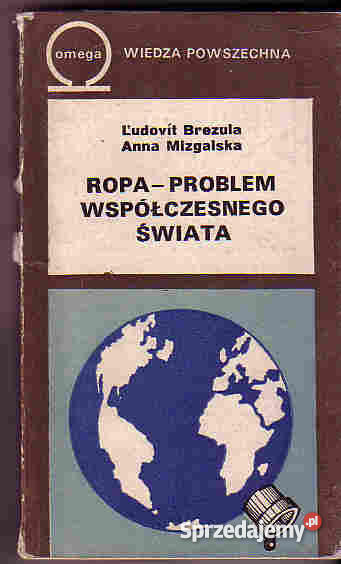 omega
WIEDZA POWSZECHNA
Ľudovít Brezula
Anna Mizgalska
ROPA – PROBLEM
WSPÓŁCZESNEGO
ŚWIATA
Sprzedajemy.pl